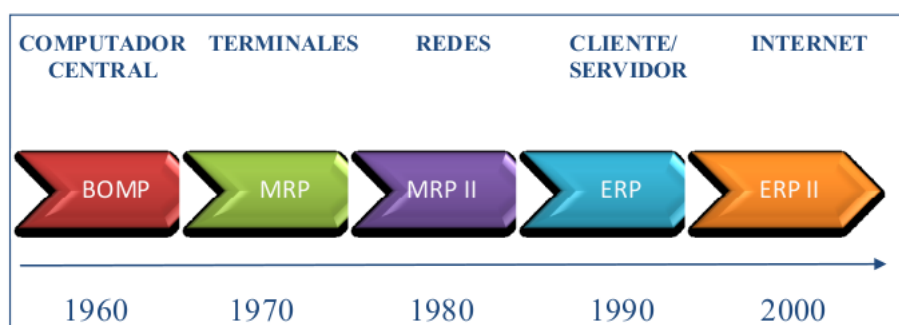 COMPUTADOR CENTRAL
TERMINALES
REDES
CLIENTE/ SERVIDOR
INTERNET
BOMP
MRP
MRP II
ERP
ERP II
1960
1970
1980
1990
2000